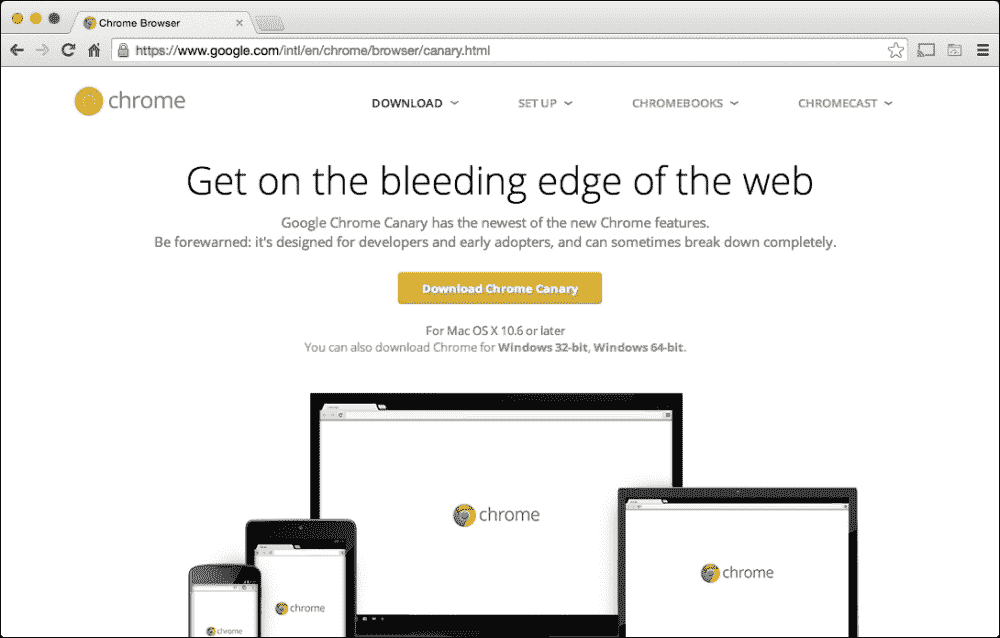 Chrome Browser
https://www.google.com/intl/en/chrome/browser/canary.html
chrome
DOWNLOAD SET UP CHROMEBOOKS CHROMECAST
Get on the bleeding edge of the web
Google Chrome Canary has the newest of the new Chrome features.
Be forewarned: it's designed for developers and early adopters, and can sometimes break down completely.
Download Chrome Canary
For Mac OS X 10.6 or later
You can also download Chrome for Windows 32-bit, Windows 64-bit.
chrome
chrome
chrome
chrome